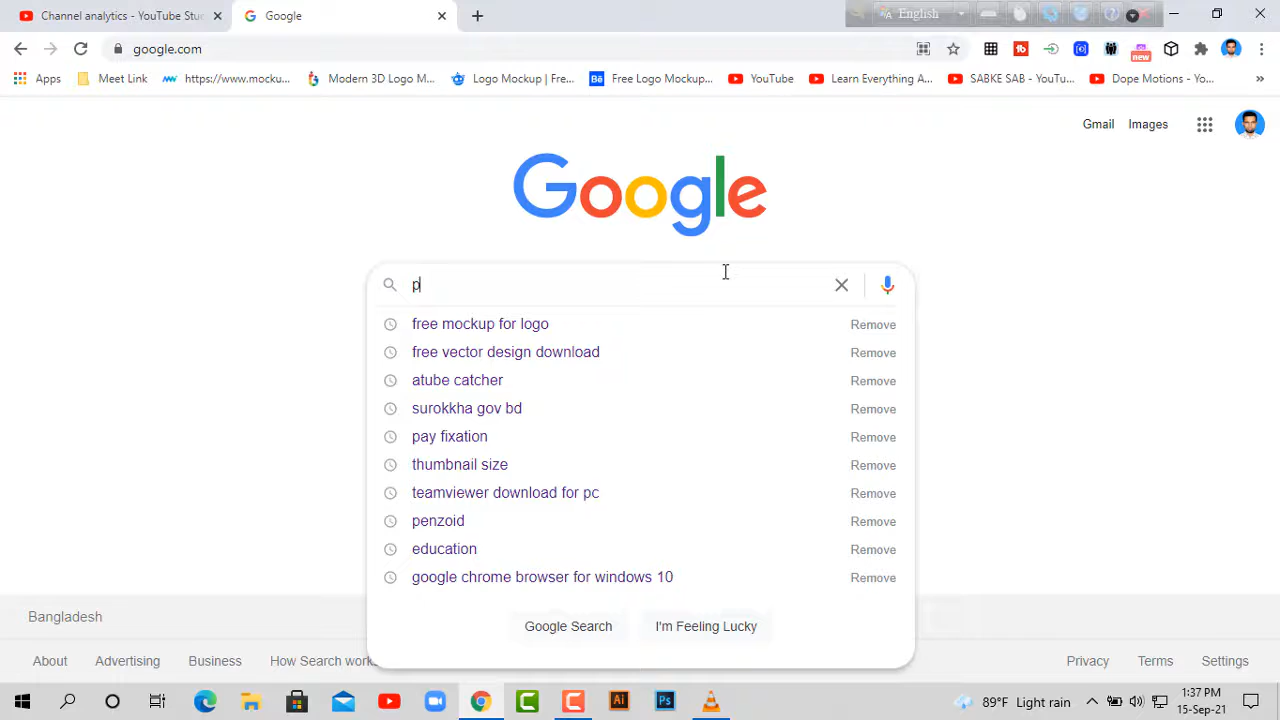 Channel analytics - YouTube Stu
Google
English
google.com
new
Apps
Meet Link
https://www.mocku...
Modern 3D Logo M...
Logo Mockup | Fre...
Bē
Free Logo Mockup...
YouTube
Learn Everything A...
SABKE SAB - YouTu...
Dope Motions - Yo...
Gmail
Images
Google
p
free mockup for logo
Remove
free vector design download
Remove
atube catcher
Remove
surokkha gov bd
Remove
pay fixation
Remove
thumbnail size
Remove
teamviewer download for pc
Remove
penzoid
Remove
education
Remove
google chrome browser for windows 10
Remove
Google Search
I'm Feeling Lucky
Bangladesh
About
Advertising
Business
How Search work
Privacy
Terms
Settings
Ai
Ps
89°F Light rain
1:37 PM
15-Sep-21